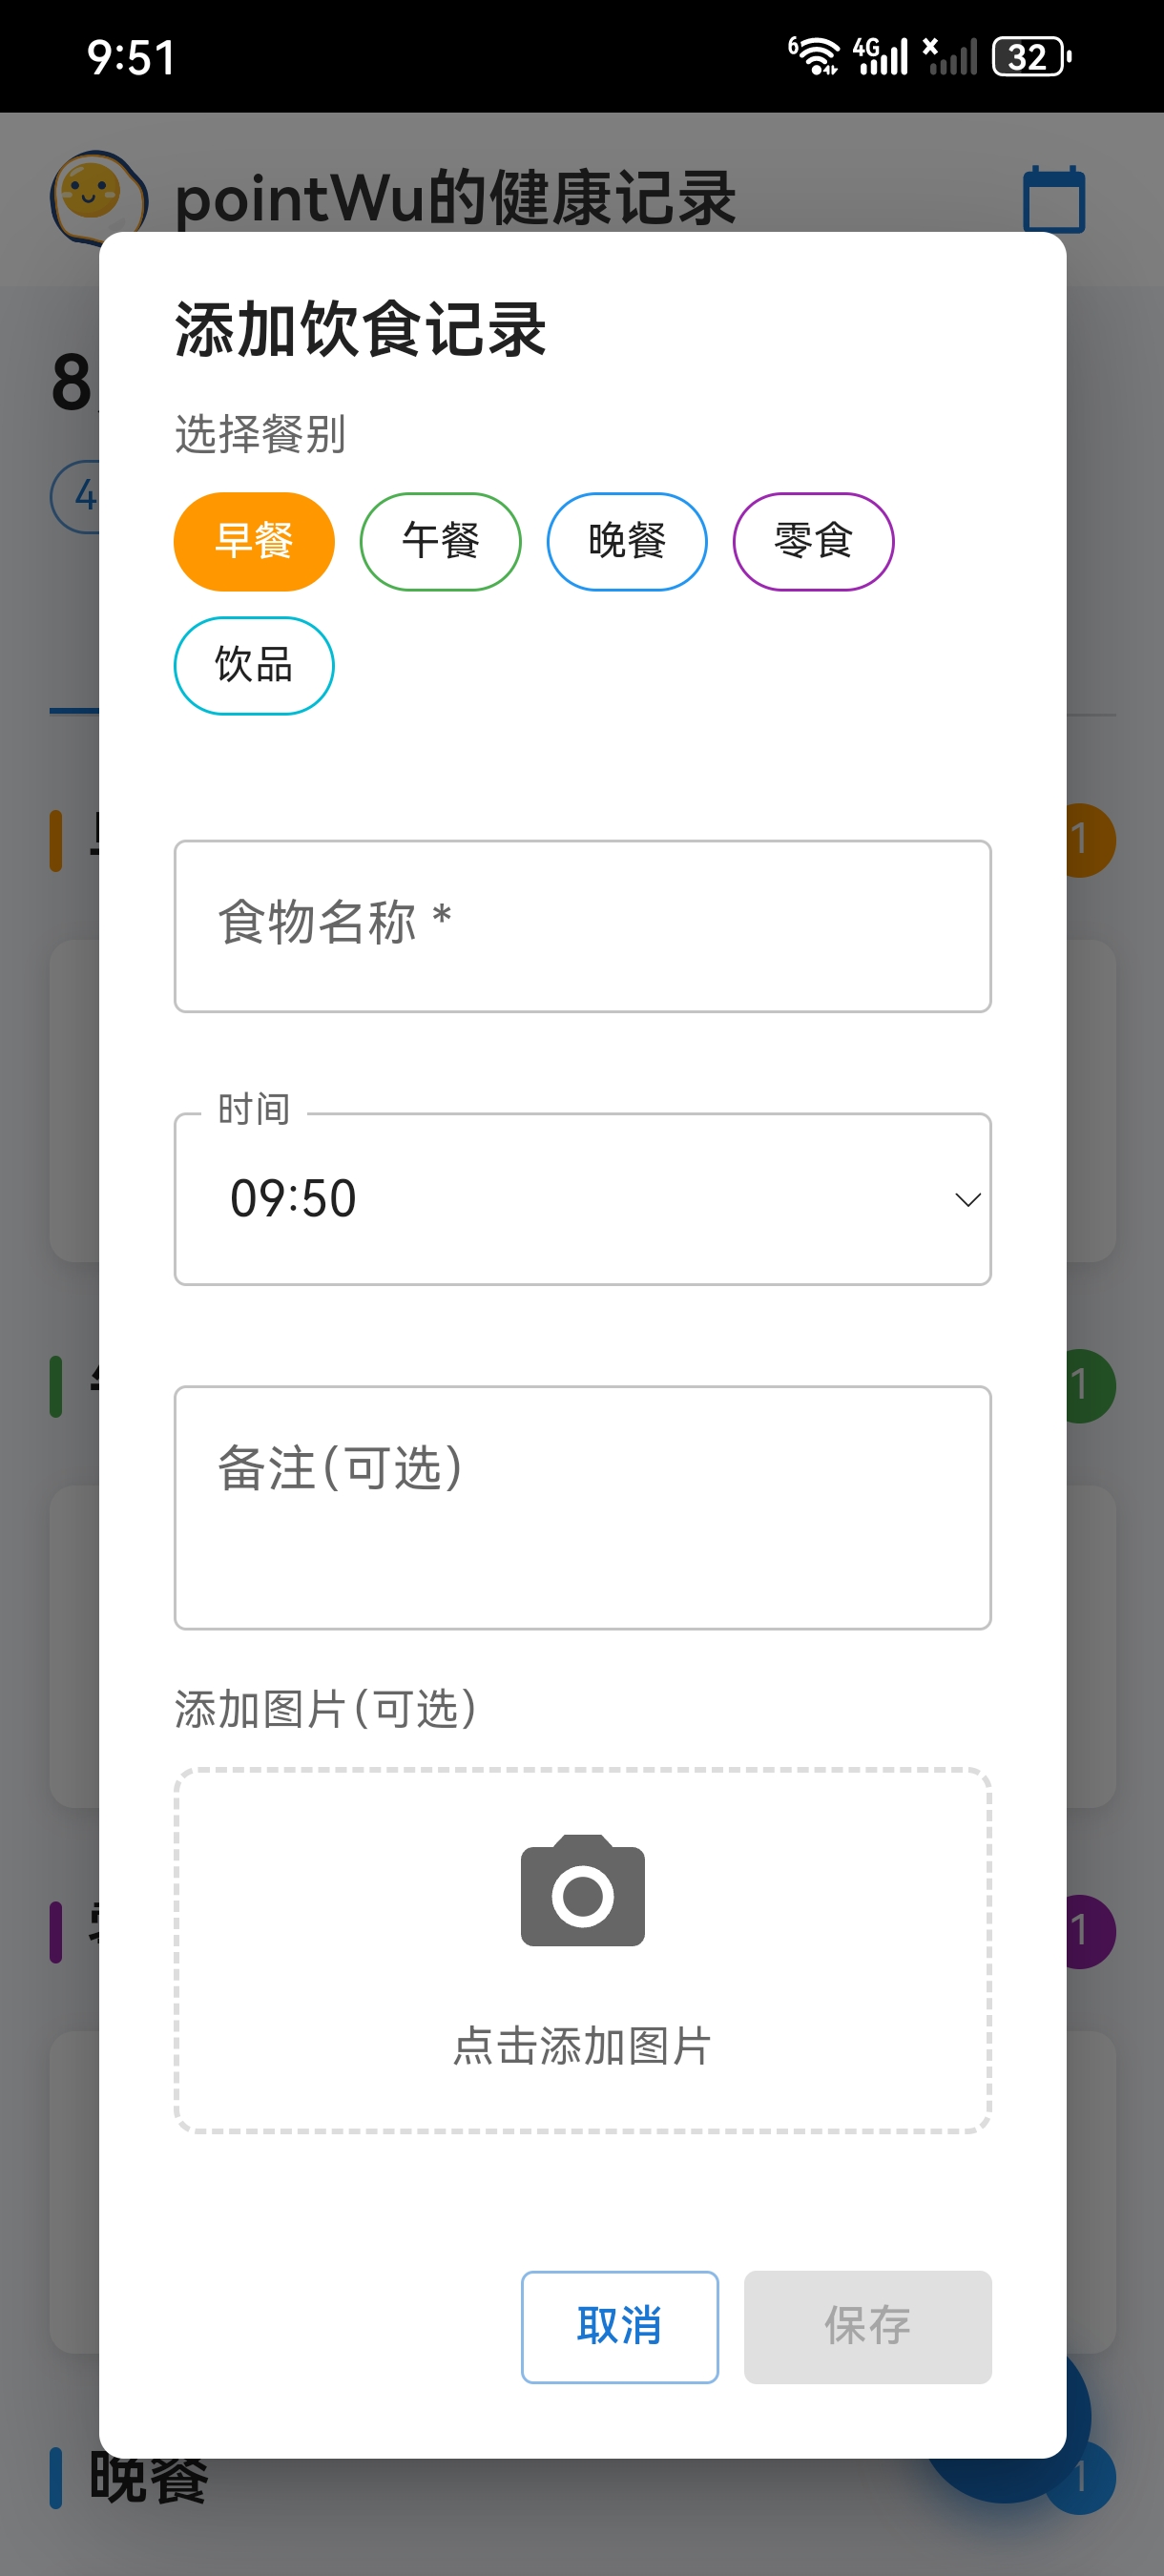 9:51
6 4G 32
pointWu的健康记录
添加饮食记录
8
选择餐别
4
早餐 午餐 晚餐 零食
饮品
1
食物名称 *
时间
09:50
1
备注(可选)
添加图片(可选)
1
点击添加图片
取消 保存
晚餐 1